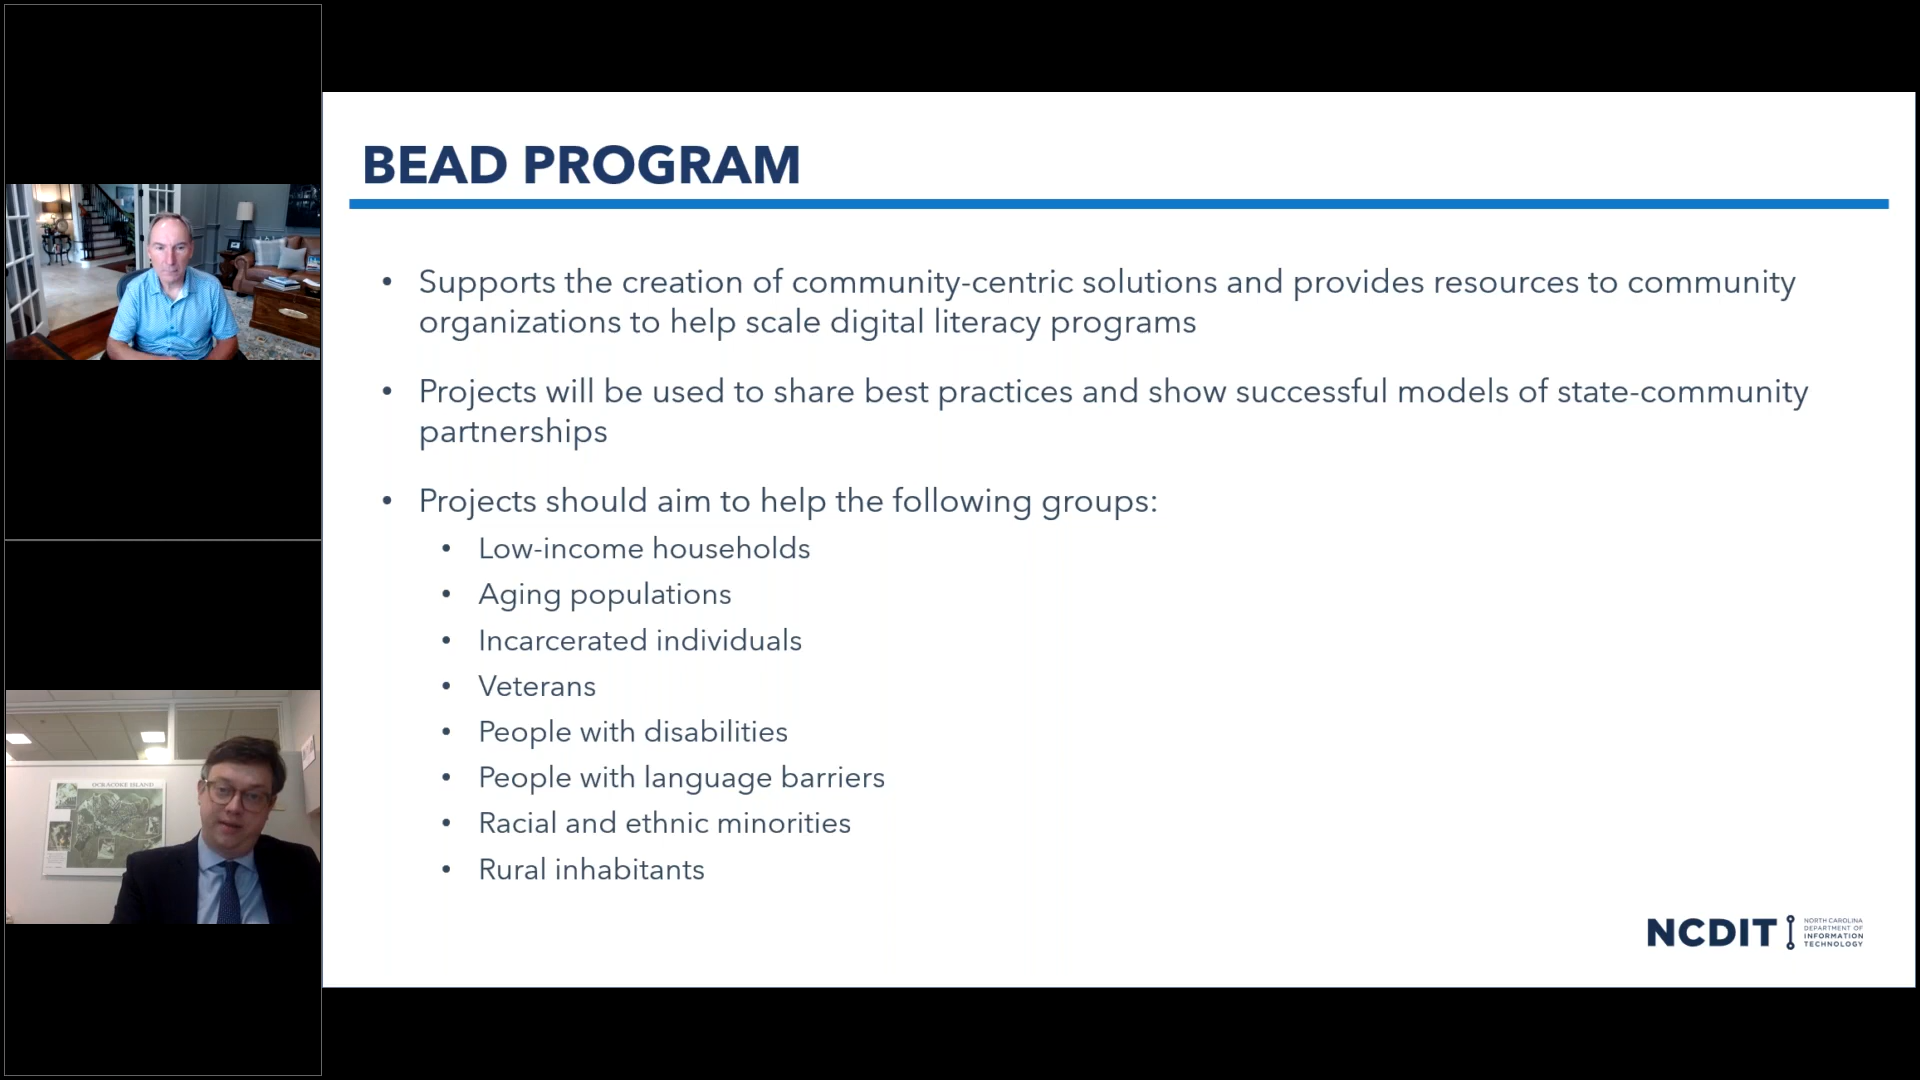 BEAD PROGRAM
• Supports the creation of community-centric solutions and provides resources to community
organizations to help scale digital literacy programs
• Projects will be used to share best practices and show successful models of state-community
partnerships
• Projects should aim to help the following groups:
• Low-income households
• Aging populations
• Incarcerated individuals
• Veterans
• People with disabilities
• People with language barriers
• Racial and ethnic minorities
• Rural inhabitants
OCRACOKE ISLAND
NCDIT
NORTH CAROLINA
DEPARTMENT OF
INFORMATION
TECHNOLOGY